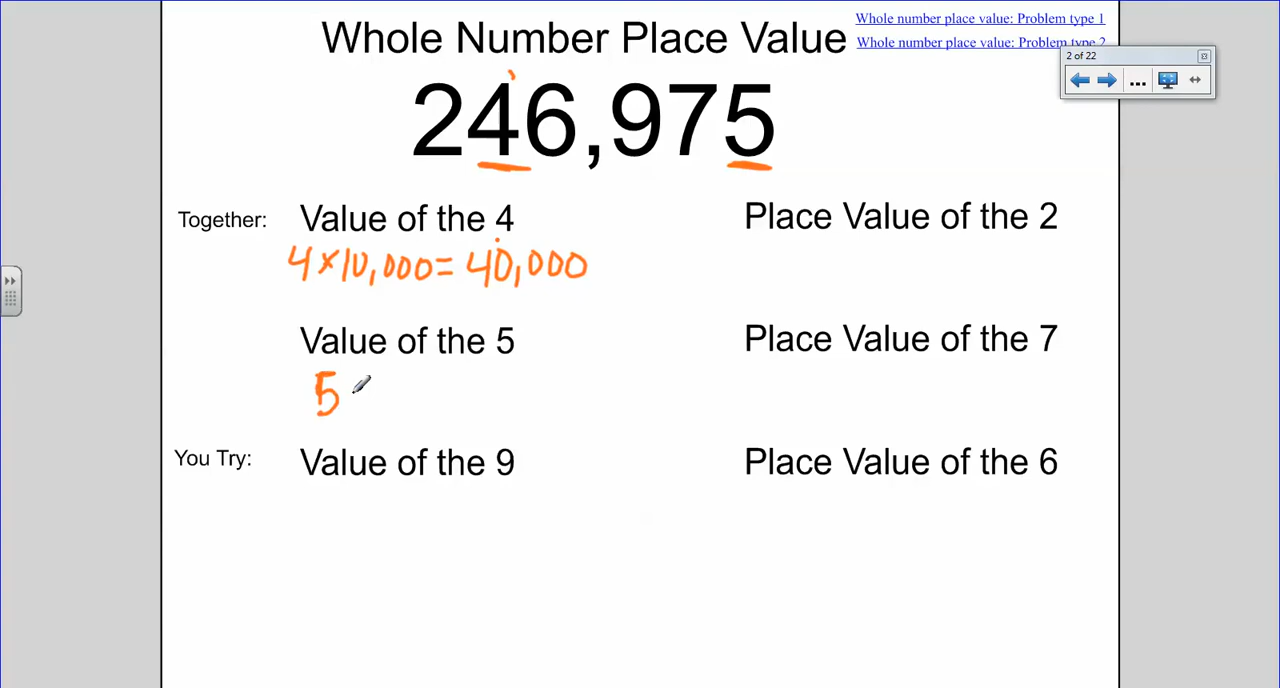 Whole Number Place Value
Whole number place value: Problem type 1
Whole number place value: Problem type 2
2 of 22
246,975
Together:
Value of the 4
Place Value of the 2
4×10,000=40,000
Value of the 5
Place Value of the 7
5
You Try:
Value of the 9
Place Value of the 6